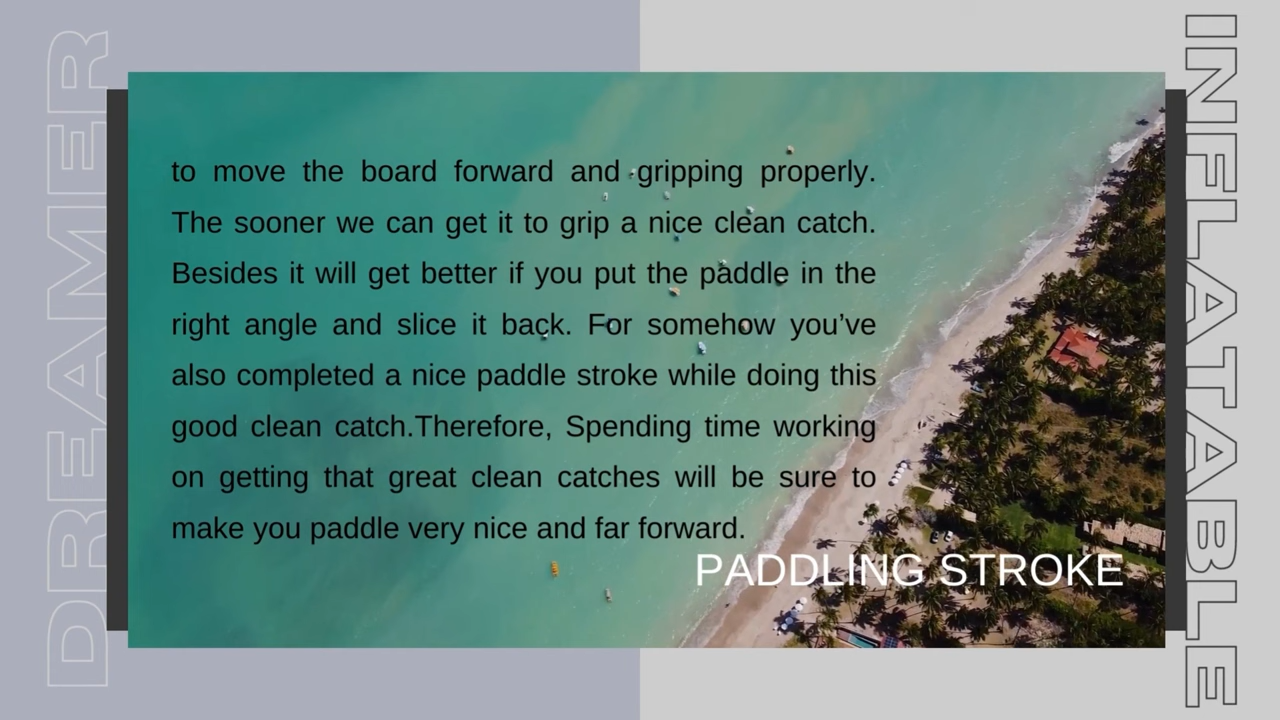 DREAMER
to move the board forward and gripping properly.
The sooner we can get it to grip a nice clean catch.
Besides it will get better if you put the paddle in the
right angle and slice it back. For somehow you’ve
also completed a nice paddle stroke while doing this
good clean catch.Therefore, Spending time working
on getting that great clean catches will be sure to
make you paddle very nice and far forward.
PADDLING STROKE
INFLATABLE